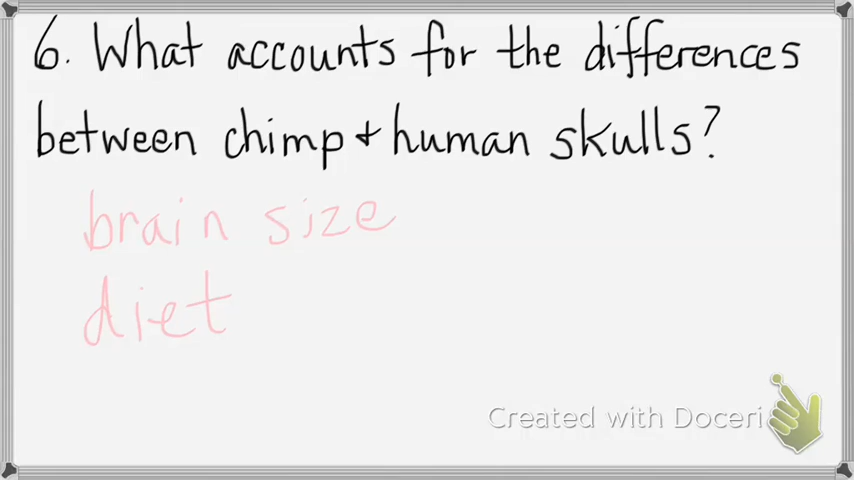 6. What accounts for the differences
between chimp + human skulls?
brain size
diet
Created with Doceri